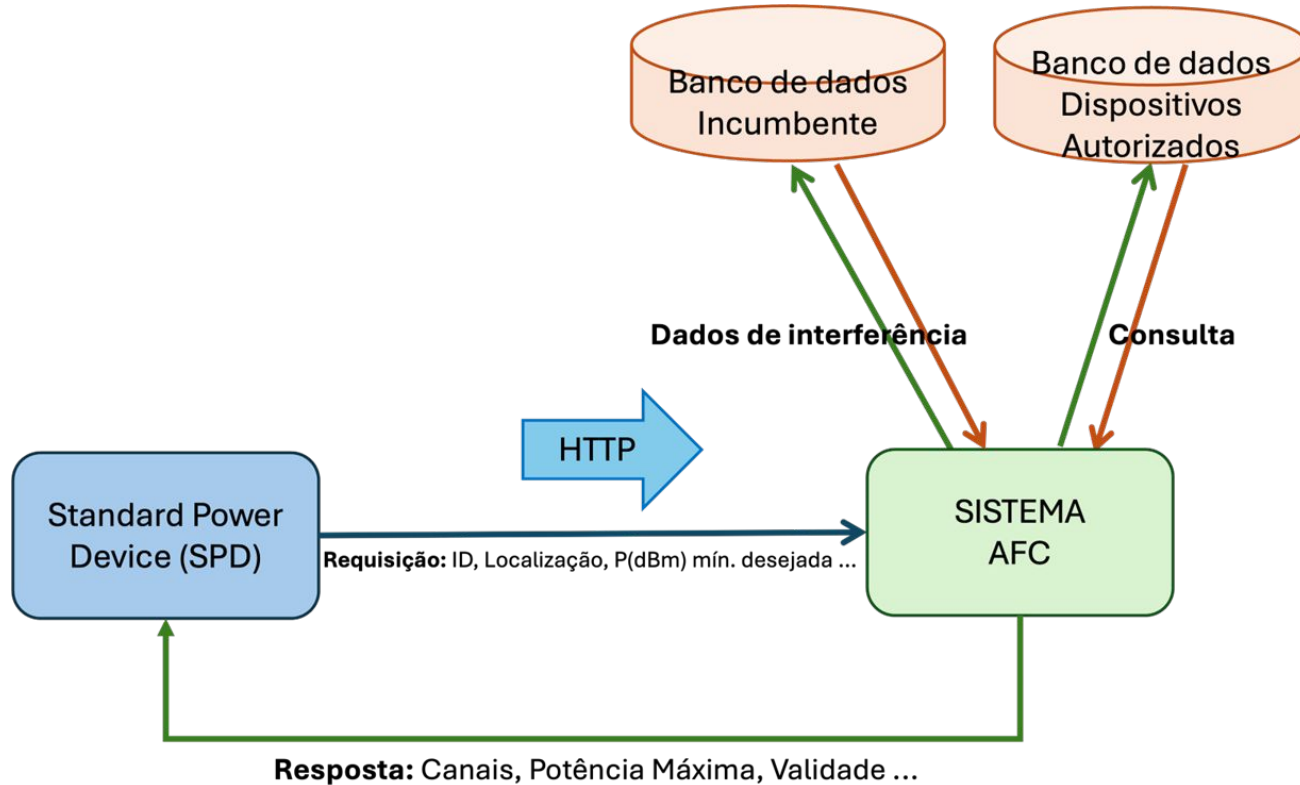 Banco de dados
Incumbente
Banco de dados
Dispositivos
Autorizados
Dados de interferência
Consulta
HTTP
Standard Power
Device (SPD)
Requisição: ID, Localização, P(dBm) mín. desejada ...
SISTEMA
AFC
Resposta: Canais, Potência Máxima, Validade ...